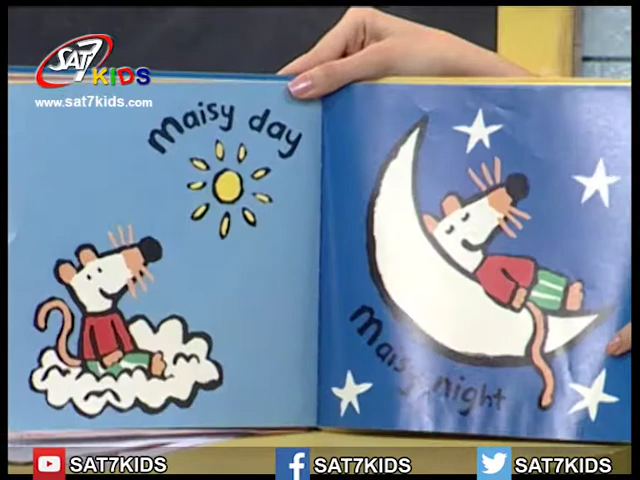 SAT7
KIDS
www.sat7kids.com
maisy day
Maisy night
SAT7KIDS
SAT7KIDS
SAT7KIDS